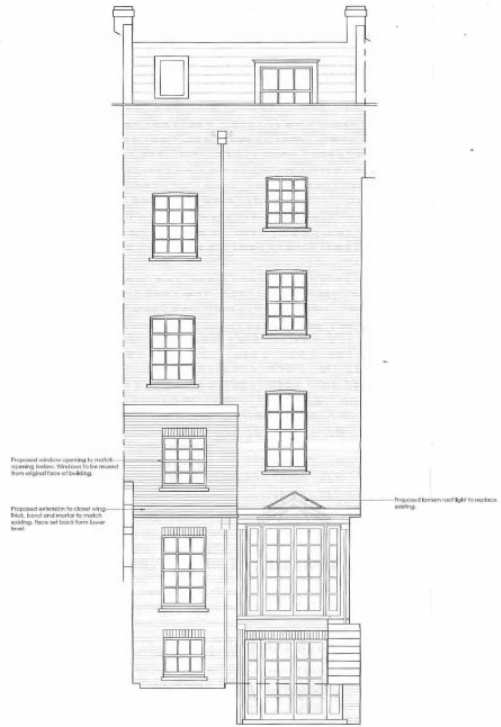 Proposed window opening to match
opening below. Windows to be reused
from original face of building.
Proposed extension to closet wing.
Brick, bond and mortar to match
existing. Face set back form lower
level.
Proposed lantern roof light to replace
existing.